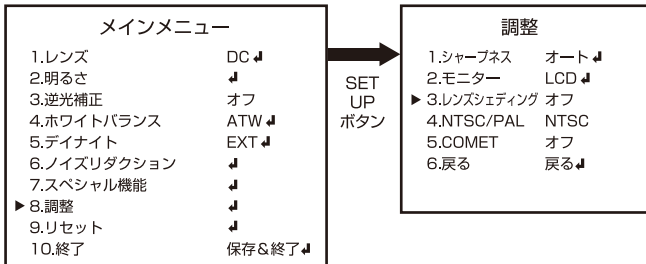 メインメニュー
1.レンズ DC↲
2.明るさ ↲
3.逆光補正 オフ
4.ホワイトバランス ATW↲
5.デイナイト EXT↲
6.ノイズリダクション ↲
7.スペシャル機能 ↲
▶ 8.調整 ↲
9.リセット ↲
10.終了 保存&終了↲
SET
UP
ボタン
調整
1.シャープネス オート↲
2.モニター LCD↲
▶ 3.レンズシェディング オフ
4.NTSC/PAL NTSC
5.COMET オフ
6.戻る 戻る↲